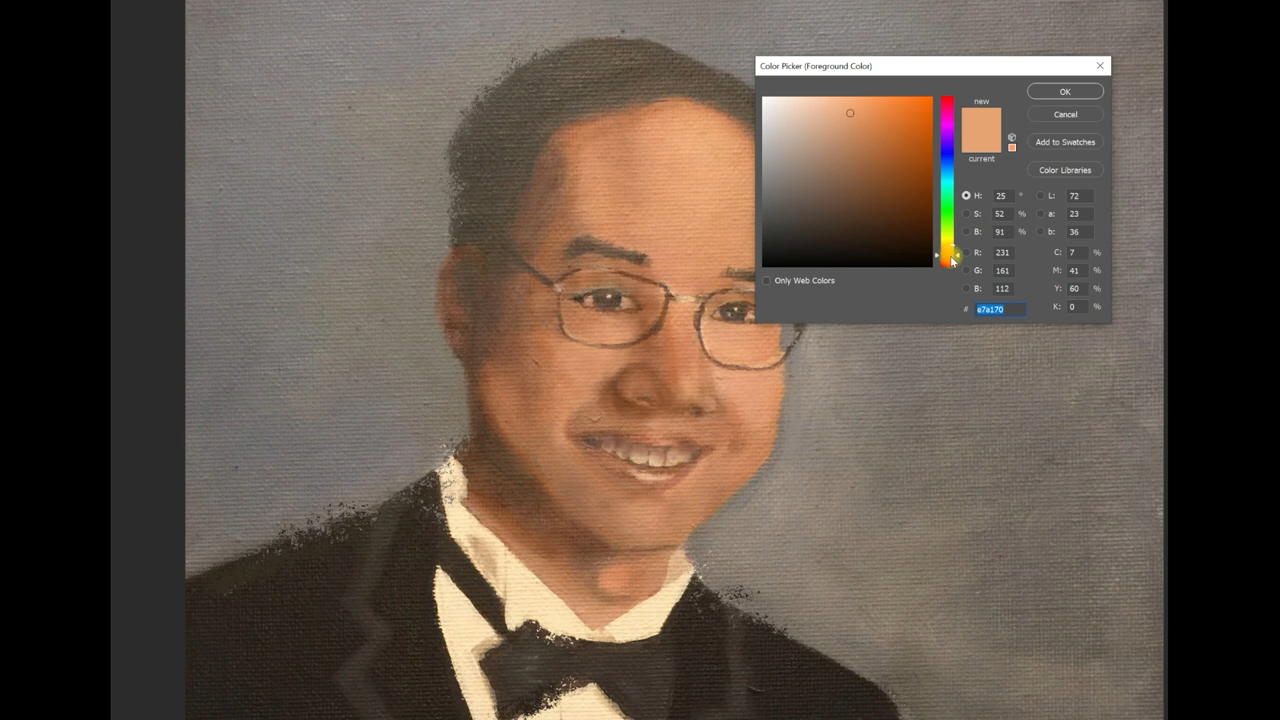 Color Picker (Foreground Color)
new
current
OK
Cancel
Add to Swatches
Color Libraries
H: 25 °
S: 52 %
B: 91 %
R: 231
G: 161
B: 112
# e7a170
L: 72
a: 23
b: 36
C: 7 %
M: 41 %
Y: 60 %
K: 0 %
Only Web Colors